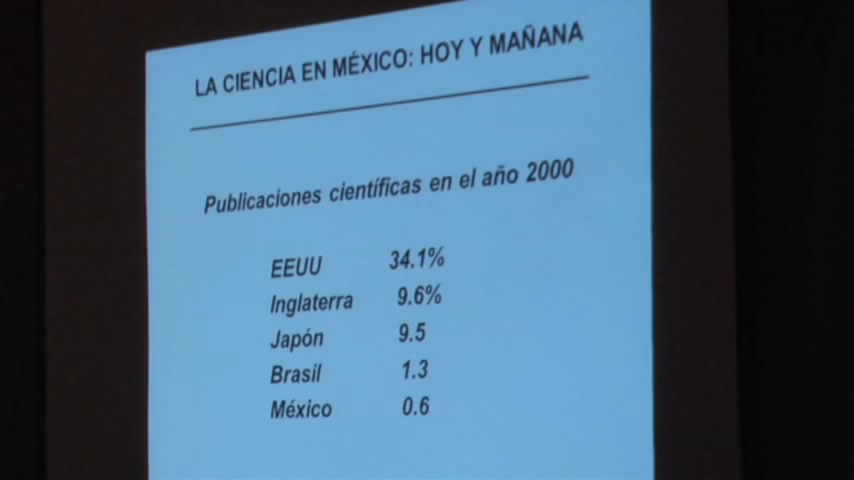 LA CIENCIA EN MÉXICO: HOY Y MAÑANA
Publicaciones científicas en el año 2000
EEUU 34.1%
Inglaterra 9.6%
Japón 9.5
Brasil 1.3
México 0.6